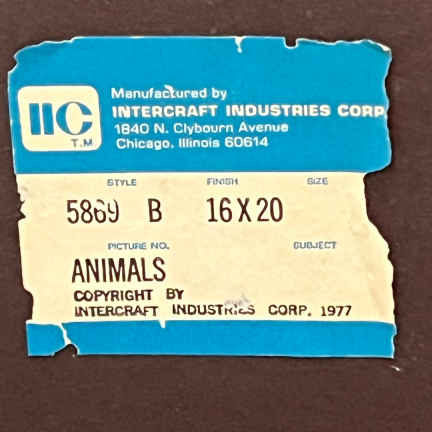 IIC
T.M
Manufactured by
INTERCRAFT INDUSTRIES CORP
1840 N. Clybourn Avenue
Chicago, Illinois 60614
STYLE FINISH SIZE
5869 B 16 X 20
PICTURE NO. SUBJECT
ANIMALS
COPYRIGHT BY
INTERCRAFT INDUSTRIES CORP. 1977